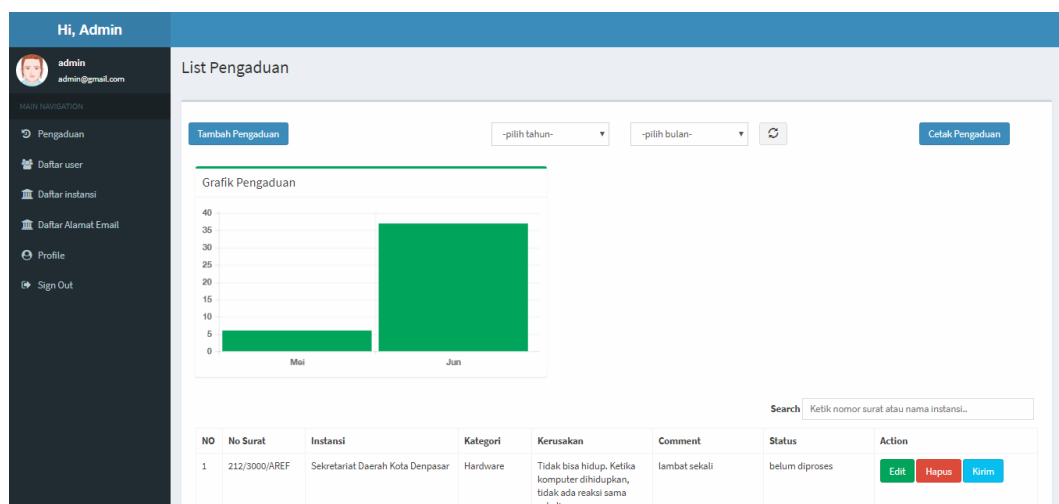 Hi, Admin
admin
admin@gmail.com
MAIN NAVIGATION
Pengaduan
Daftar user
Daftar instansi
Daftar Alamat Email
Profile
Sign Out
List Pengaduan
Tambah Pengaduan
-pilih tahun-
-pilih bulan-
Cetak Pengaduan
Grafik Pengaduan
40
35
30
25
20
15
10
5
0
Mei Jun
Search Ketik nomor surat atau nama instansi..
NO No Surat Instansi Kategori Kerusakan Comment Status Action
1 212/3000/AREF Sekretariat Daerah Kota Denpasar Hardware Tidak bisa hidup. Ketika lambat sekali belum diproses Edit Hapus Kirim
komputer dihidupkan,
tidak ada reaksi sama